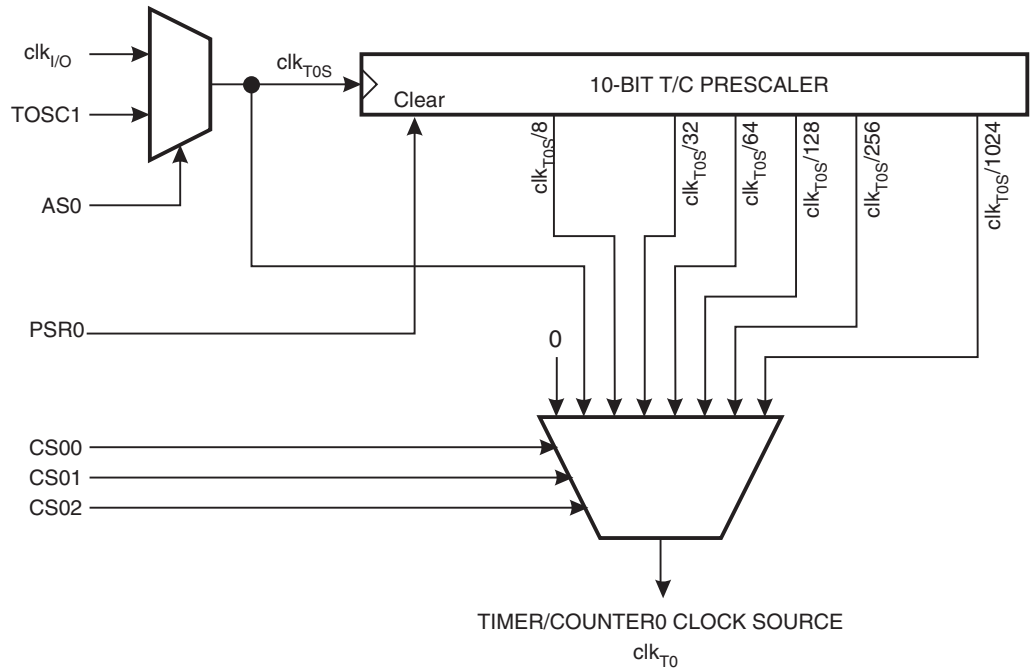 clkI/O
TOSC1
AS0
PSR0
clkT0S
10-BIT T/C PRESCALER
Clear
clkT0S/8
clkT0S/32
clkT0S/64
clkT0S/128
clkT0S/256
clkT0S/1024
0
CS00
CS01
CS02
TIMER/COUNTER0 CLOCK SOURCE
clkT0